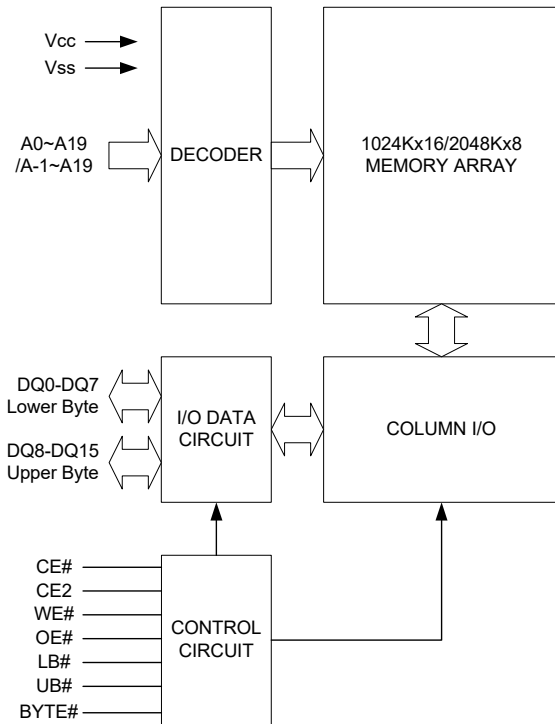 Vcc
Vss
A0~A19
/A-1~A19
DECODER
1024Kx16/2048Kx8
MEMORY ARRAY
DQ0-DQ7
Lower Byte
DQ8-DQ15
Upper Byte
I/O DATA
CIRCUIT
COLUMN I/O
CE#
CE2
WE#
OE#
LB#
UB#
BYTE#
CONTROL
CIRCUIT